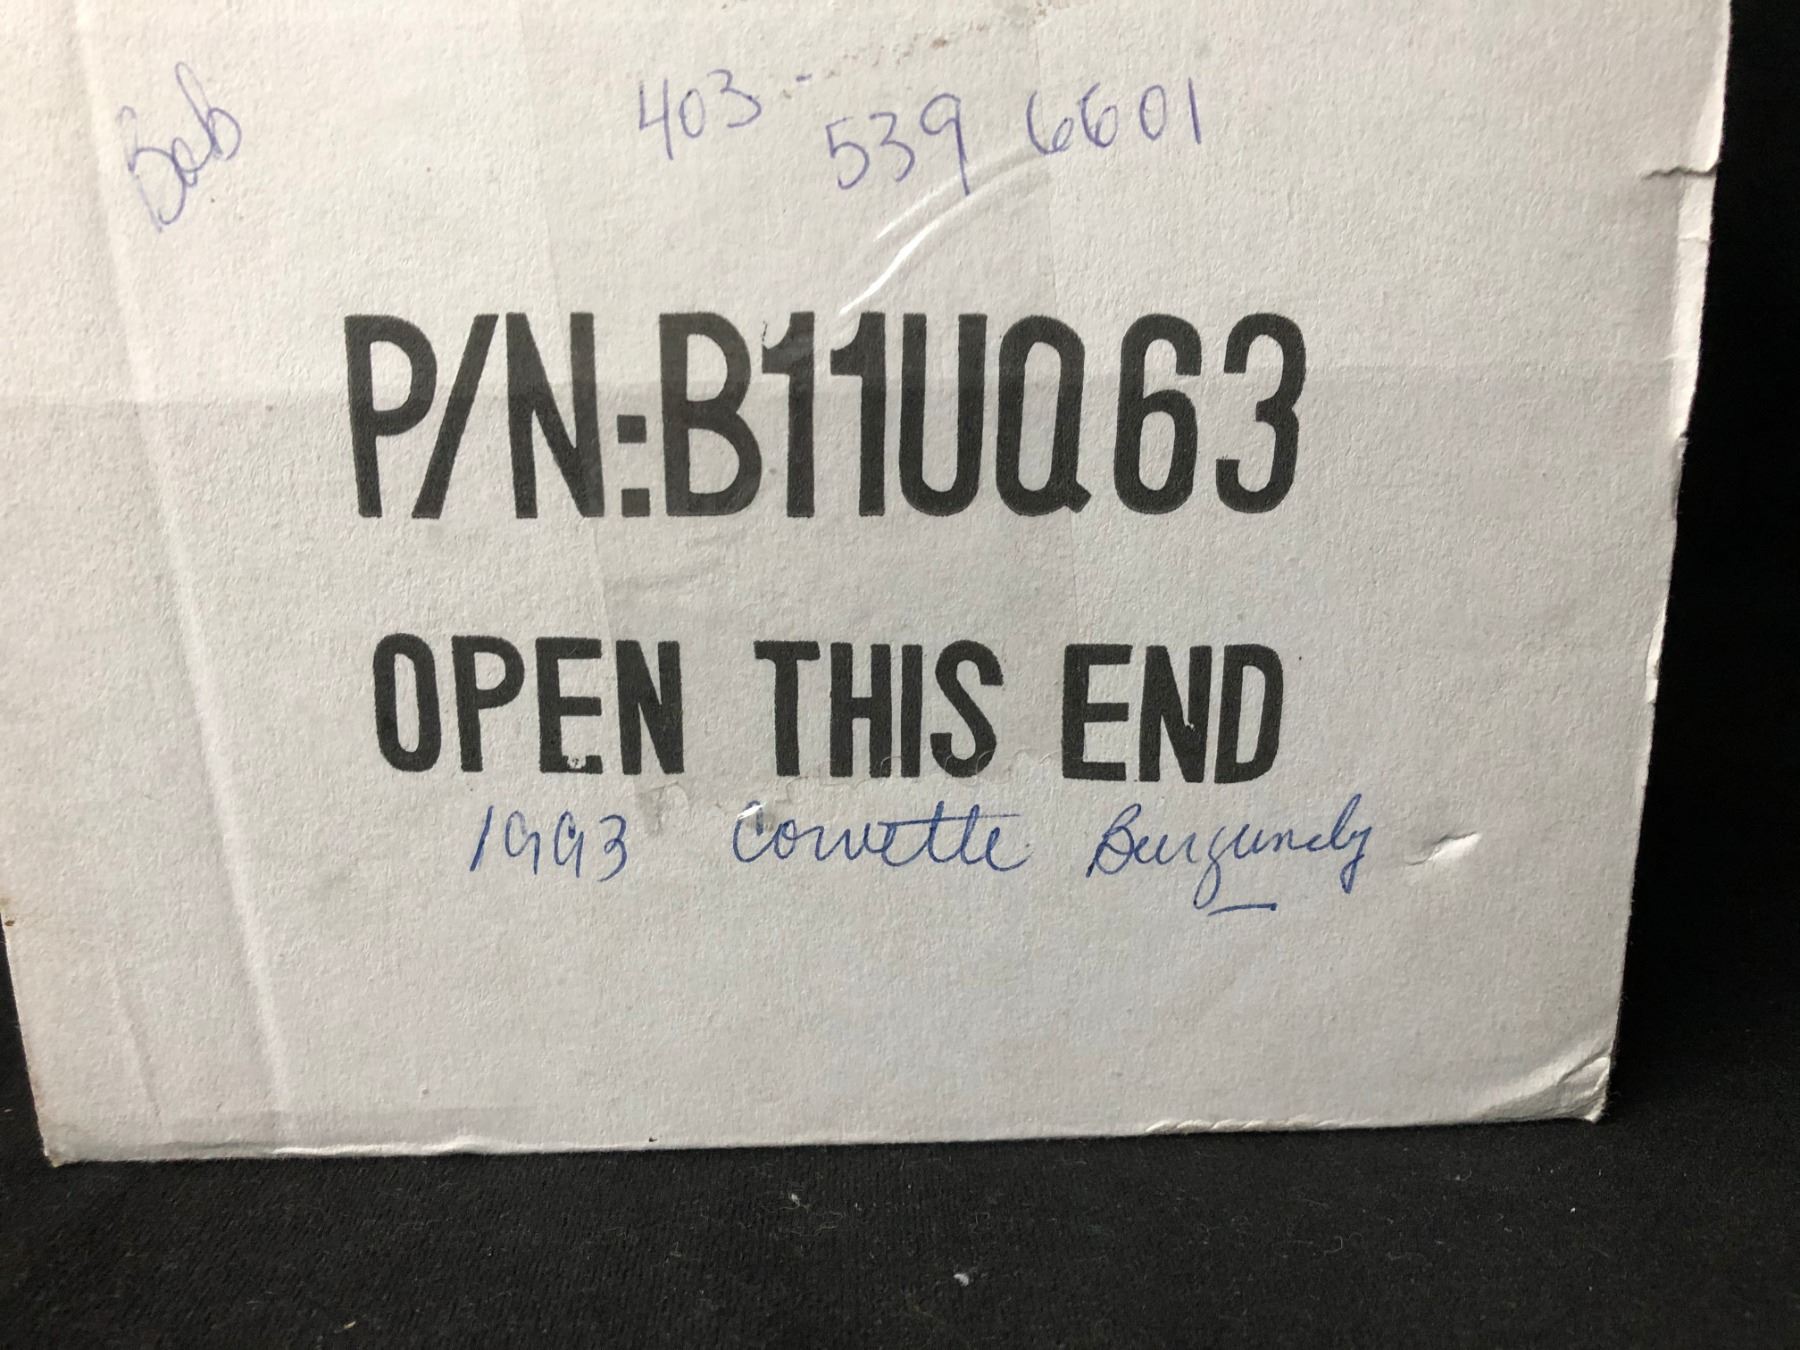 Bob 403- 539 6601
P/N:B11UQ63
OPEN THIS END
1993 Corvette Burgundy